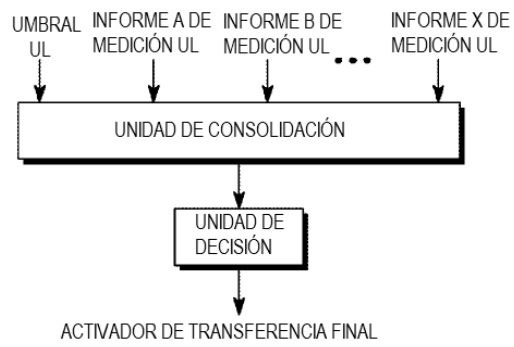 UMBRAL
UL
INFORME A DE
MEDICIÓN UL
INFORME B DE
MEDICIÓN UL
INFORME X DE
MEDICIÓN UL
UNIDAD DE CONSOLIDACIÓN
UNIDAD DE
DECISIÓN
ACTIVADOR DE TRANSFERENCIA FINAL